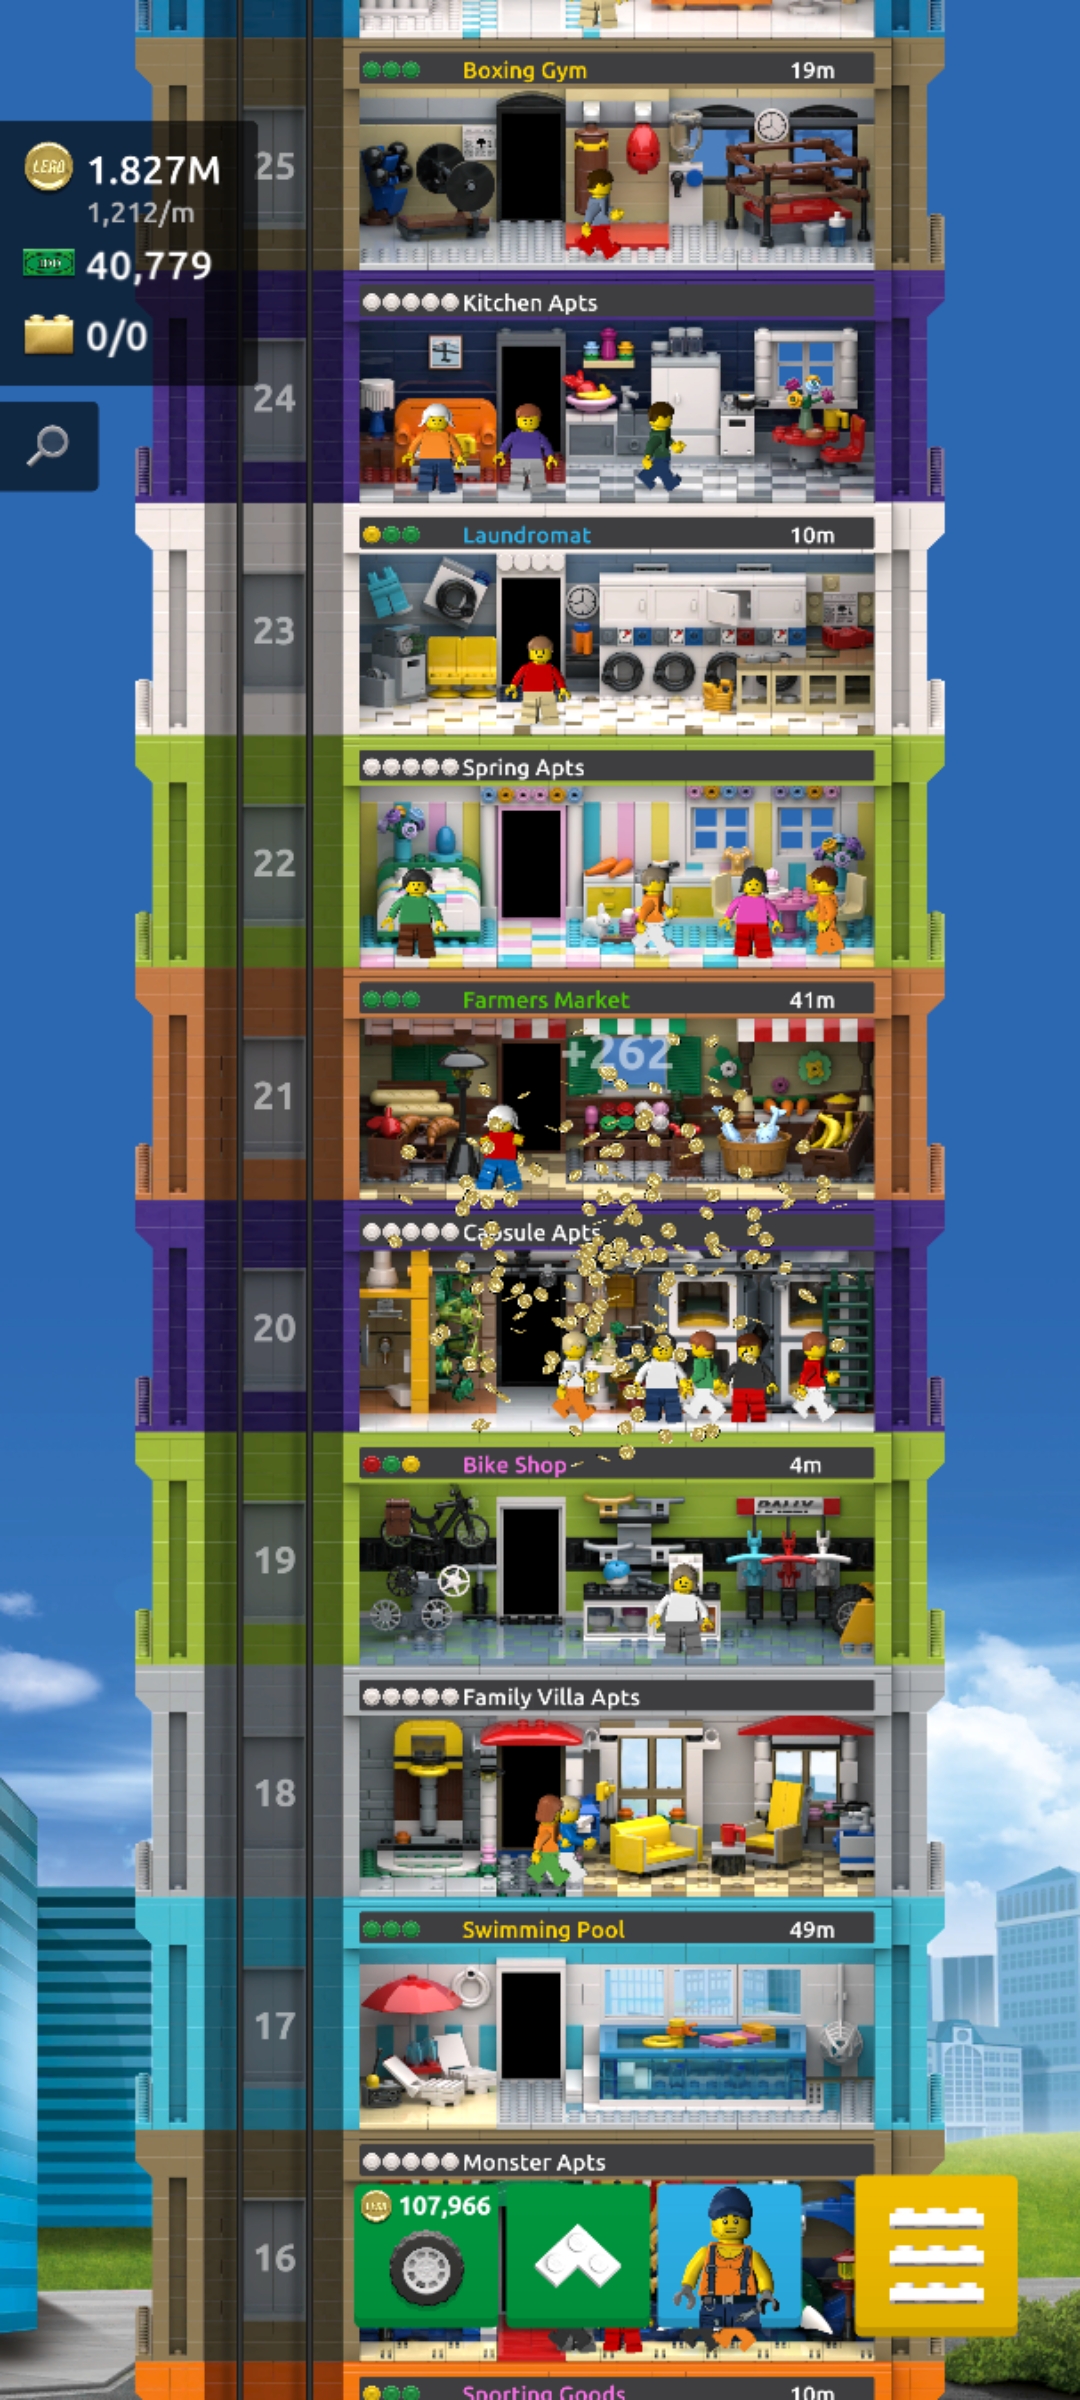 Boxing Gym 19m
25
LEGO 1.827M
1,212/m
40,779
0/0
Kitchen Apts
24
Laundromat 10m
23
Spring Apts
22
Farmers Market 41m
+262
21
Capsule Apts
20
Bike Shop 4m
RALLY
19
Family Villa Apts
18
Swimming Pool 49m
17
Monster Apts
107,966
16
Sporting Goods 10m